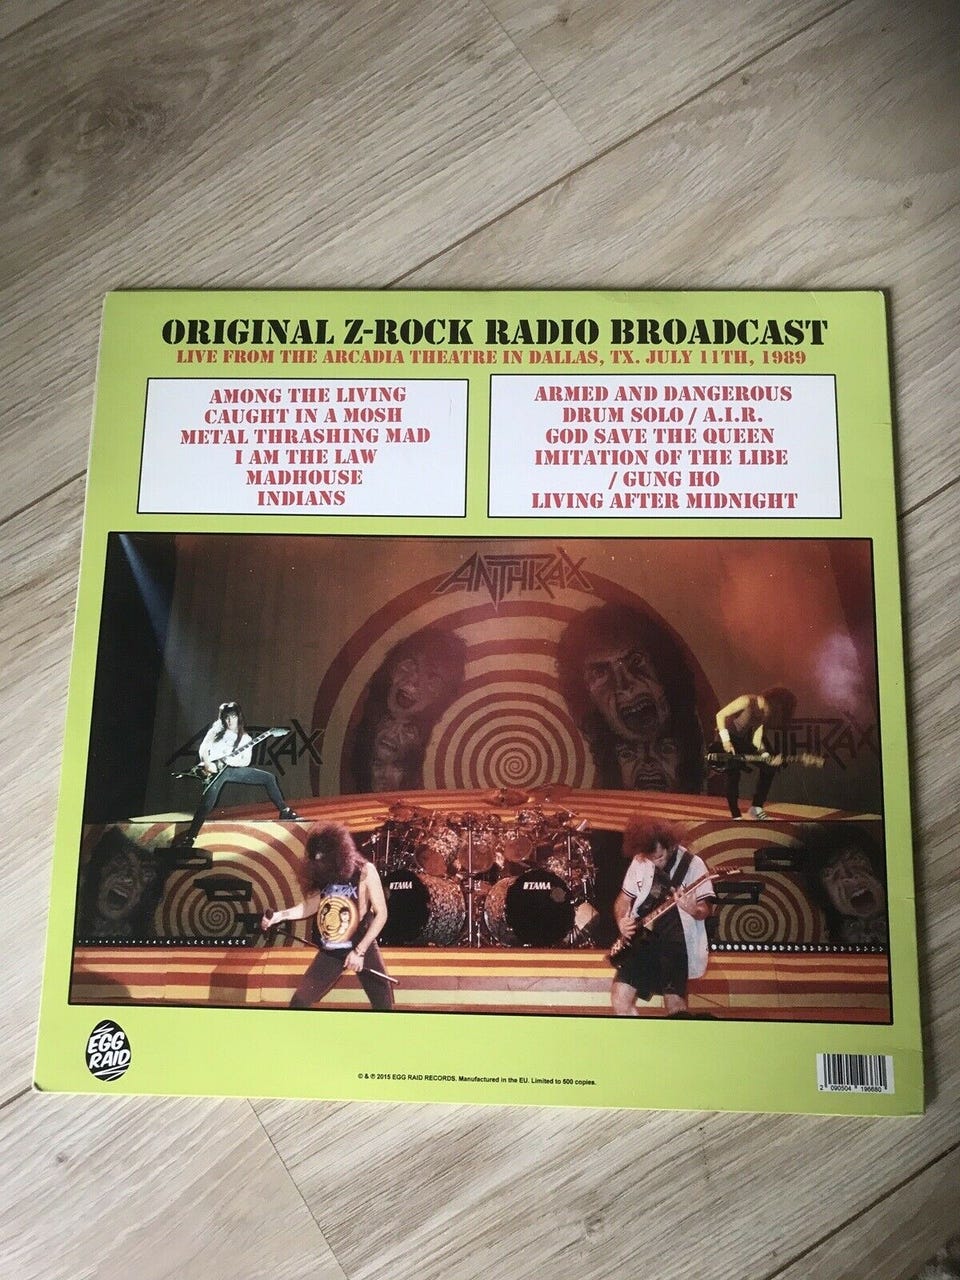 ORIGINAL Z-ROCK RADIO BROADCAST
LIVE FROM THE ARCADIA THEATRE IN DALLAS, TX. JULY 11TH, 1989
AMONG THE LIVING
CAUGHT IN A MOSH
METAL THRASHING MAD
I AM THE LAW
MADHOUSE
INDIANS
ARMED AND DANGEROUS
DRUM SOLO / A.I.R.
GOD SAVE THE QUEEN
IMITATION OF THE LIBE
/ GUNG HO
LIVING AFTER MIDNIGHT
ANTHRAX
ANTHRAX
ANTHRAX
TAMA
TAMA
EGG
RAID
© & ℗ 2015 EGG RAID RECORDS. Manufactured in the EU. Limited to 500 copies.
2 090504 196680